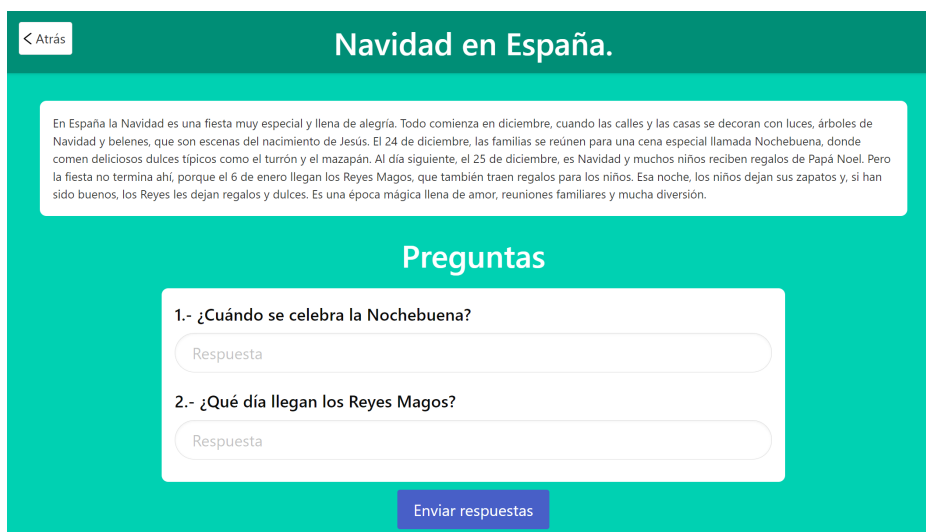 Atrás
Navidad en España.
En España la Navidad es una fiesta muy especial y llena de alegría. Todo comienza en diciembre, cuando las calles y las casas se decoran con luces, árboles de
Navidad y belenes, que son escenas del nacimiento de Jesús. El 24 de diciembre, las familias se reúnen para una cena especial llamada Nochebuena, donde
comen deliciosos dulces típicos como el turrón y el mazapán. Al día siguiente, el 25 de diciembre, es Navidad y muchos niños reciben regalos de Papá Noel. Pero
la fiesta no termina ahí, porque el 6 de enero llegan los Reyes Magos, que también traen regalos para los niños. Esa noche, los niños dejan sus zapatos y, si han
sido buenos, los Reyes les dejan regalos y dulces. Es una época mágica llena de amor, reuniones familiares y mucha diversión.
Preguntas
1.- ¿Cuándo se celebra la Nochebuena?
Respuesta
2.- ¿Qué día llegan los Reyes Magos?
Respuesta
Enviar respuestas